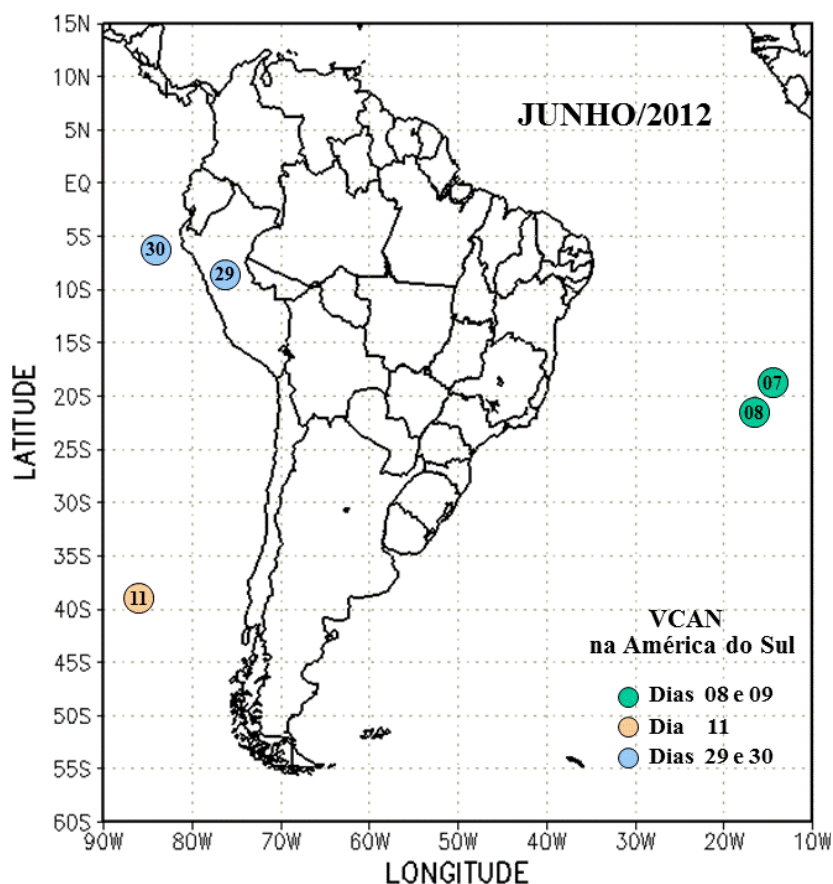 15N
10N
JUNHO/2012
5N
EQ
5S
30
29
10S
15S
07
20S
08
LATITUDE
25S
30S
35S
11
40S
VCAN
na América do Sul
45S
Dias 08 e 09
50S
Dia 11
55S
Dias 29 e 30
60S
90W 80W 70W 60W 50W 40W 30W 20W 10W
LONGITUDE